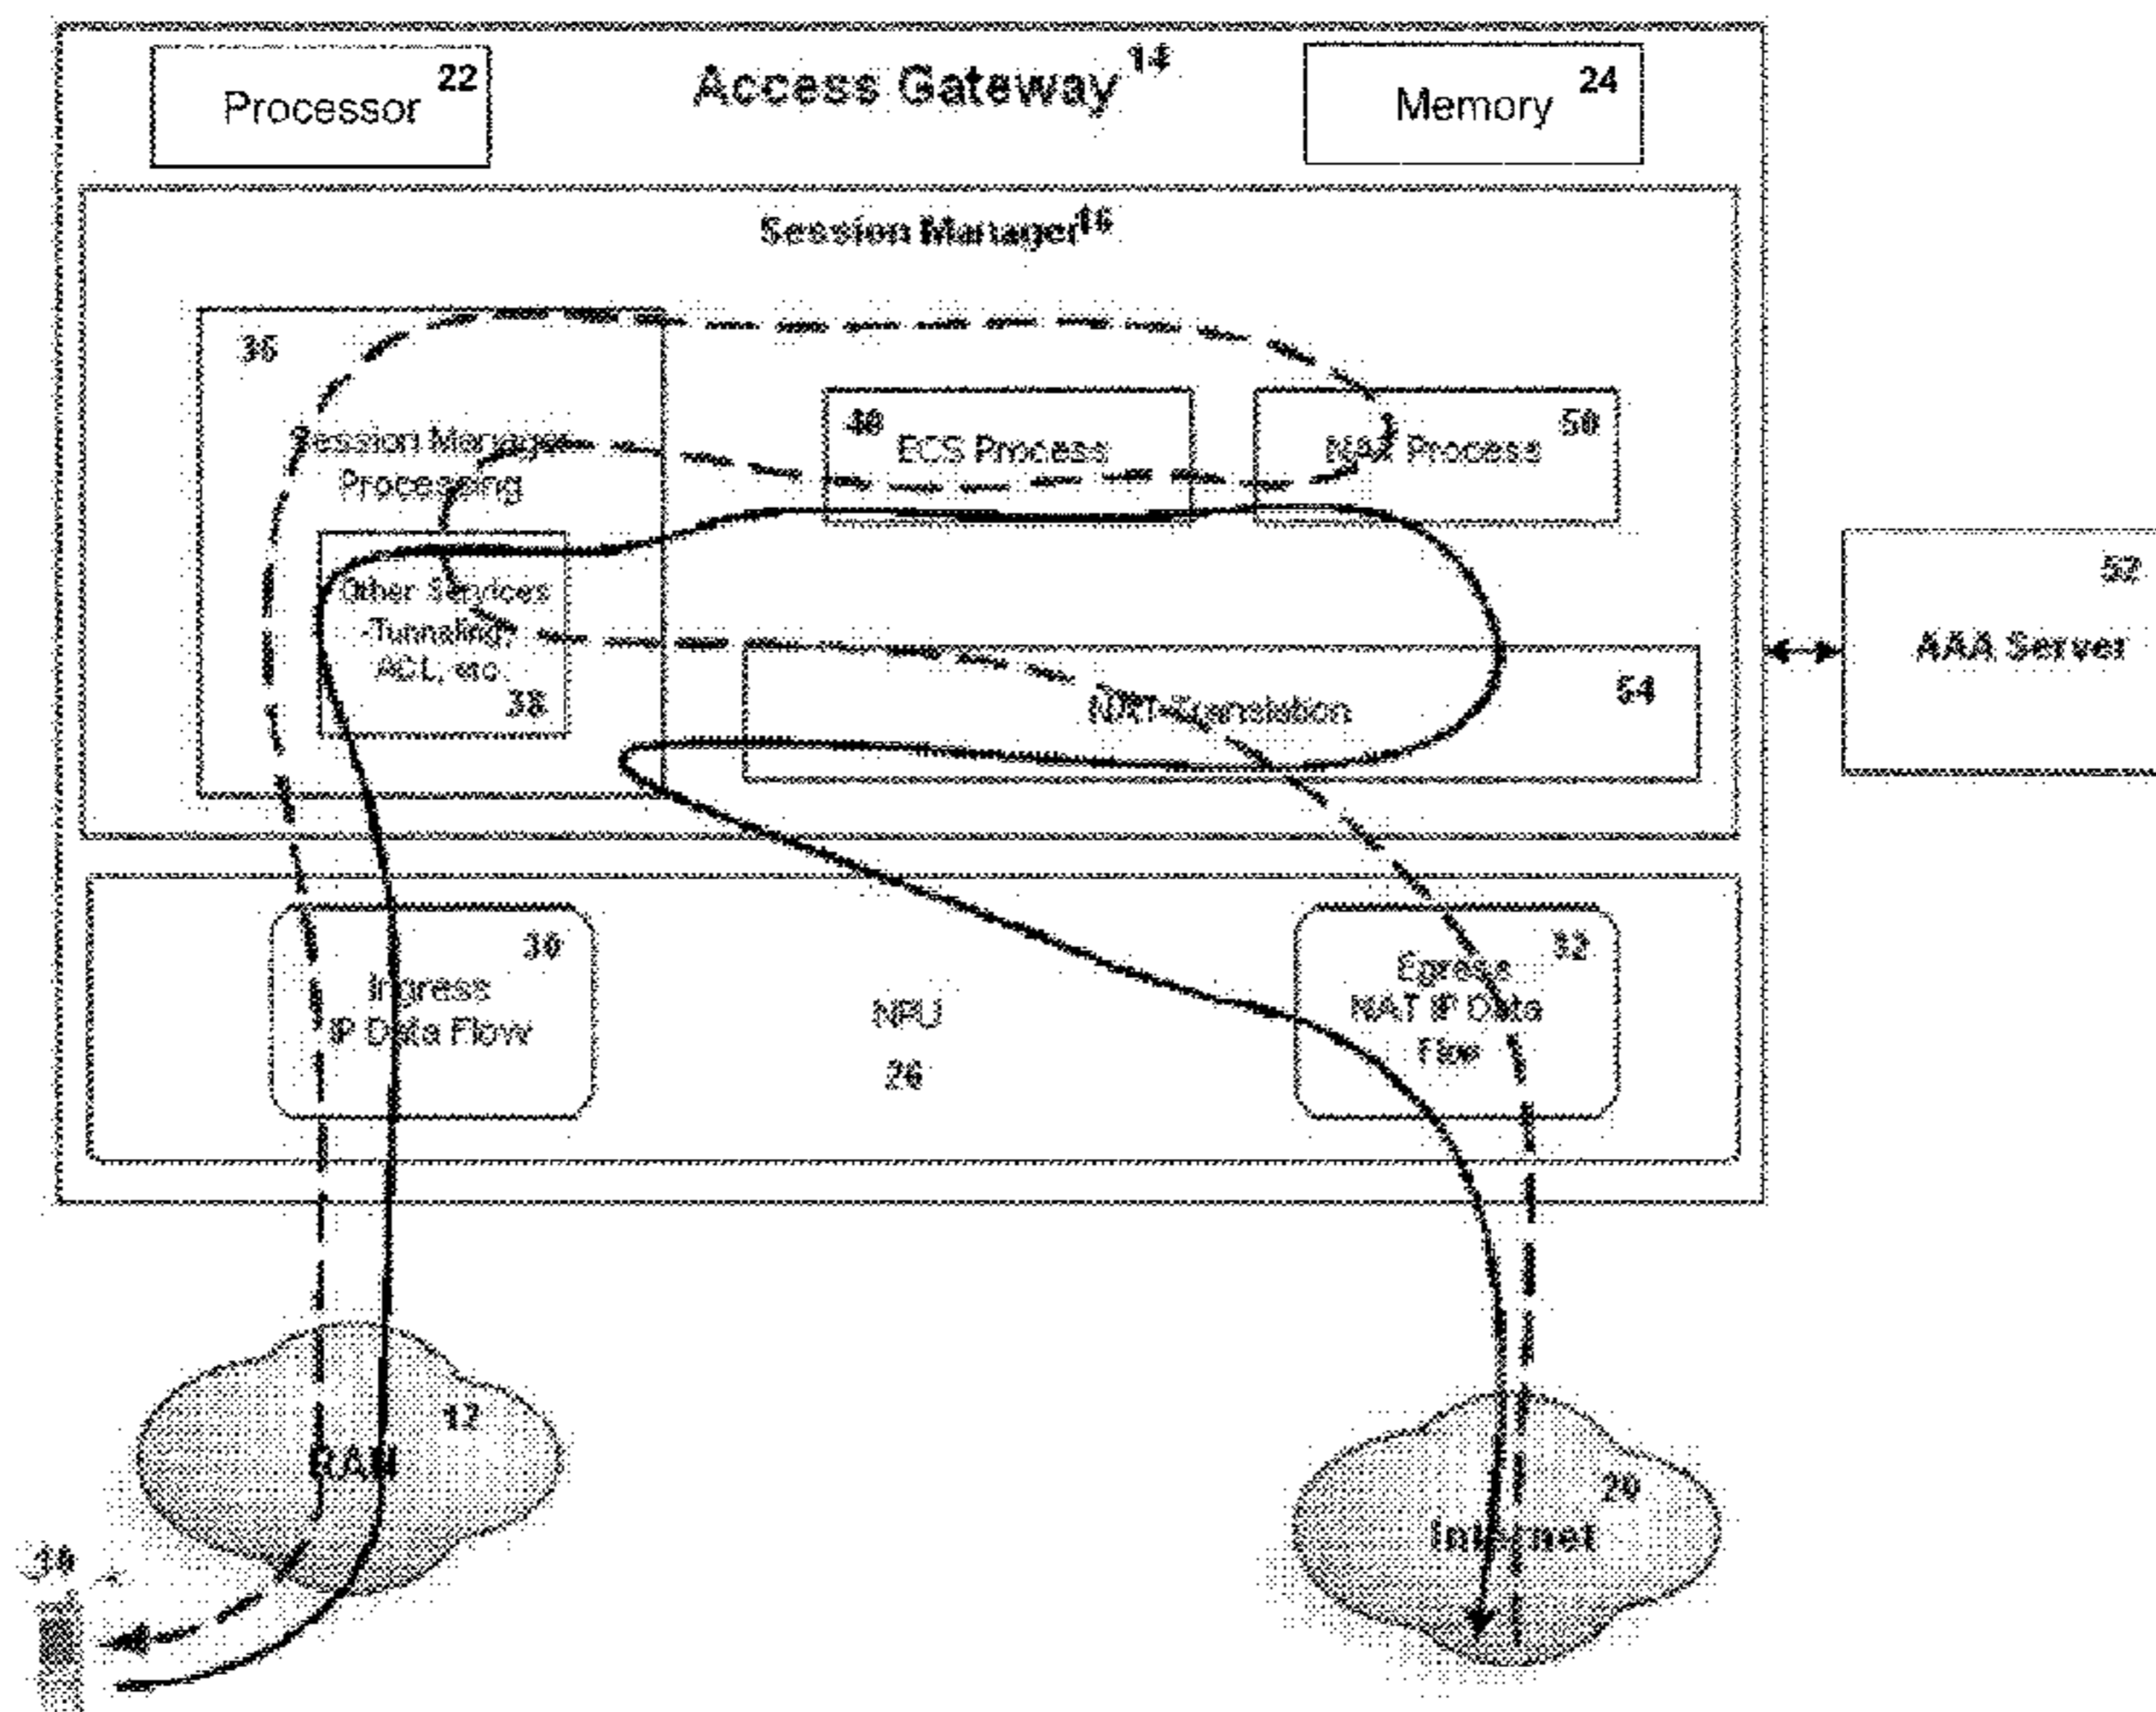 Access Gateway 14
Processor 22
Memory 24
Session Manager 16
36
Session Manager
Processing
40
ECS Process
50
NAT Process
Other Services
-Tunneling,
ACL, etc.
38
NAT-Translation
54
52
AAA Server
30
Ingress
IP Data Flow
NPU
26
32
Egress
NAT IP Data
Flow
12
RAN
20
Internet